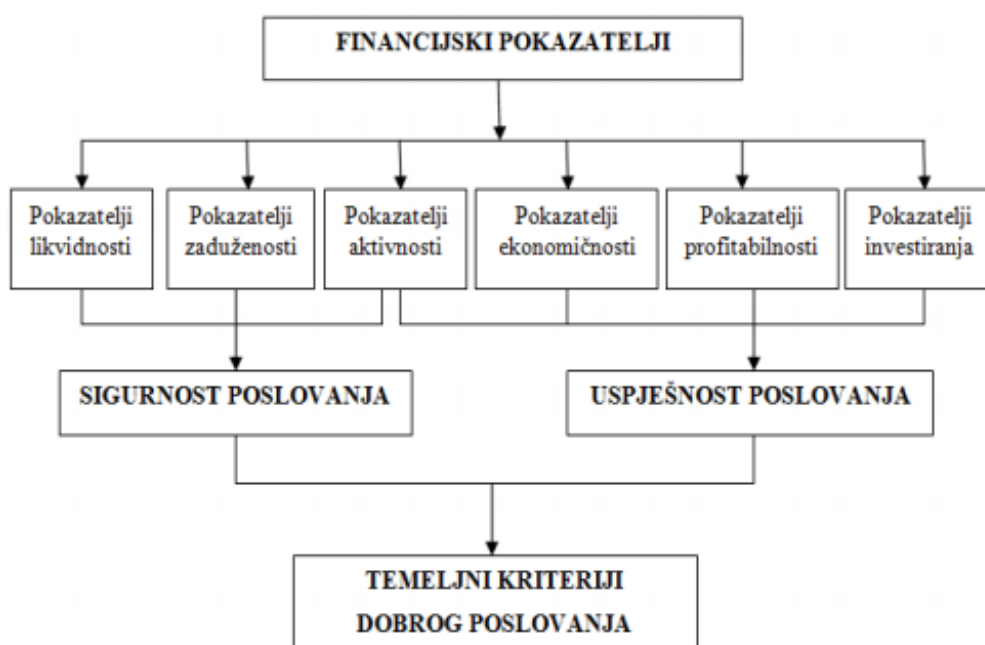 FINANCIJSKI POKAZATELJI
Pokazatelji
likvidnosti
Pokazatelji
zaduženosti
Pokazatelji
aktivnosti
Pokazatelji
ekonomičnosti
Pokazatelji
profitabilnosti
Pokazatelji
investiranja
SIGURNOST POSLOVANJA
USPJEŠNOST POSLOVANJA
TEMELJNI KRITERIJI
DOBROG POSLOVANJA